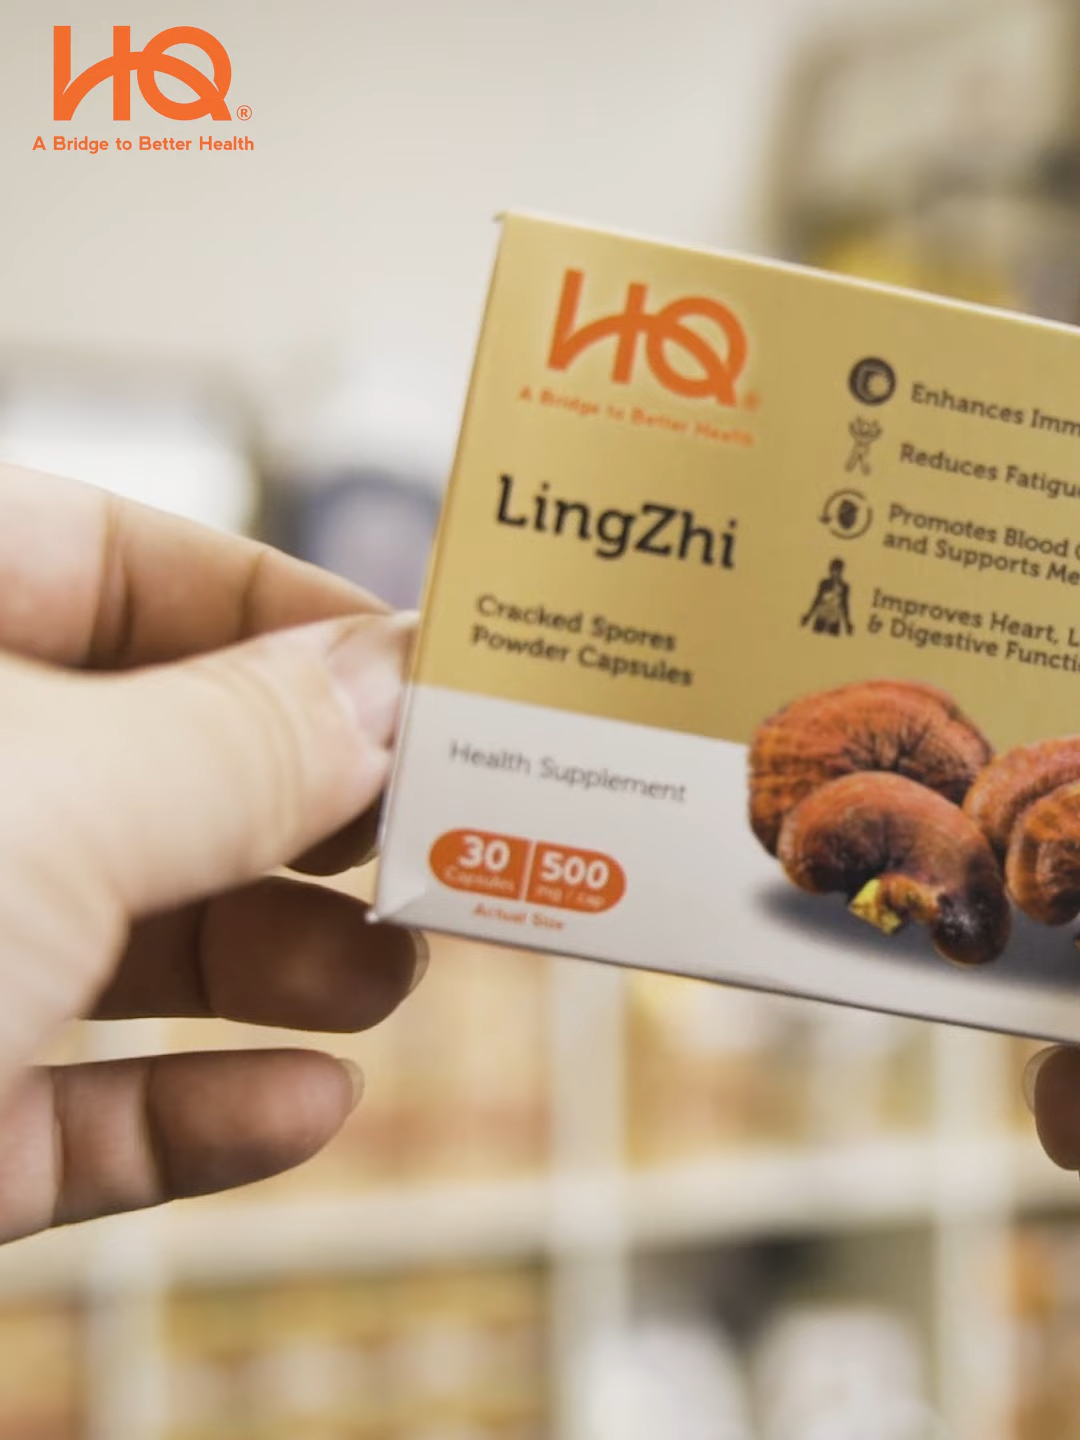 HQ®
A Bridge to Better Health
HQ®
A Bridge to Better Health
LingZhi
Cracked Spores
Powder Capsules
Health Supplement
30 Capsules
500 mg / cap
Actual Size
Enhances
Reduces
Promotes Blood
and Supports
Improves Heart,
& Digestive